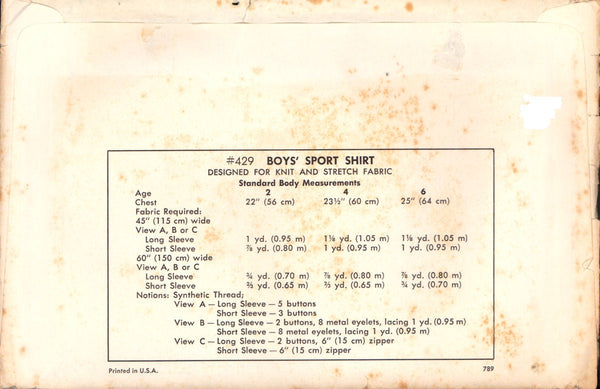 #429 BOYS' SPORT SHIRT
DESIGNED FOR KNIT AND STRETCH FABRIC
Standard Body Measurements
Age 2 4 6
Chest 22" (56 cm) 23½" (60 cm) 25" (64 cm)
Fabric Required:
45" (115 cm) wide
View A, B or C
Long Sleeve 1 yd. (0.95 m) 1⅛ yd. (1.05 m) 1⅛ yd. (1.05 m)
Short Sleeve ⅞ yd. (0.80 m) 1 yd. (0.95 m) 1 yd. (0.95 m)
60" (150 cm) wide
View A, B or C
Long Sleeve ¾ yd. (0.70 m) ⅞ yd. (0.80 m) ⅞ yd. (0.80 m)
Short Sleeve ⅔ yd. (0.65 m) ⅔ yd. (0.65 m) ¾ yd. (0.70 m)
Notions: Synthetic Thread;
View A — Long Sleeve — 5 buttons
Short Sleeve — 3 buttons
View B — Long Sleeve — 2 buttons, 8 metal eyelets, lacing 1 yd. (0.95 m)
Short Sleeve — 8 metal eyelets, lacing 1 yd. (0.95 m)
View C — Long Sleeve — 2 buttons, 6" (15 cm) zipper
Short Sleeve — 6" (15 cm) zipper
Printed in U.S.A. 789